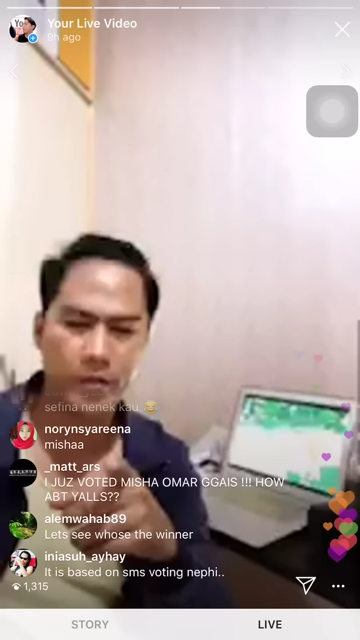 Your Live Video
9h ago
sefina nenek kau 😂
norynsyareena
mishaa
_matt_ars
I JUZ VOTED MISHA OMAR GGAIS !!! HOW
ABT YALLS??
alemwahab89
Lets see whose the winner
iniasuh_ayhay
It is based on sms voting nephi..
1,315
STORY
LIVE